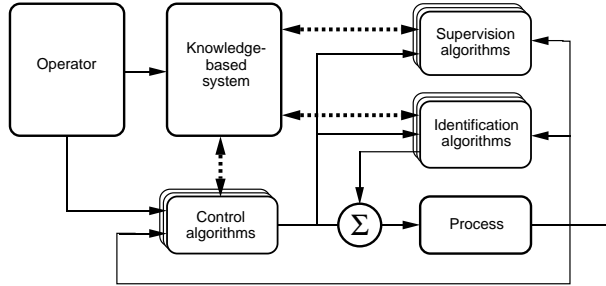 Operator
Knowledge-
based
system
Supervision
algorithms
Identification
algorithms
Control
algorithms
Σ
Process